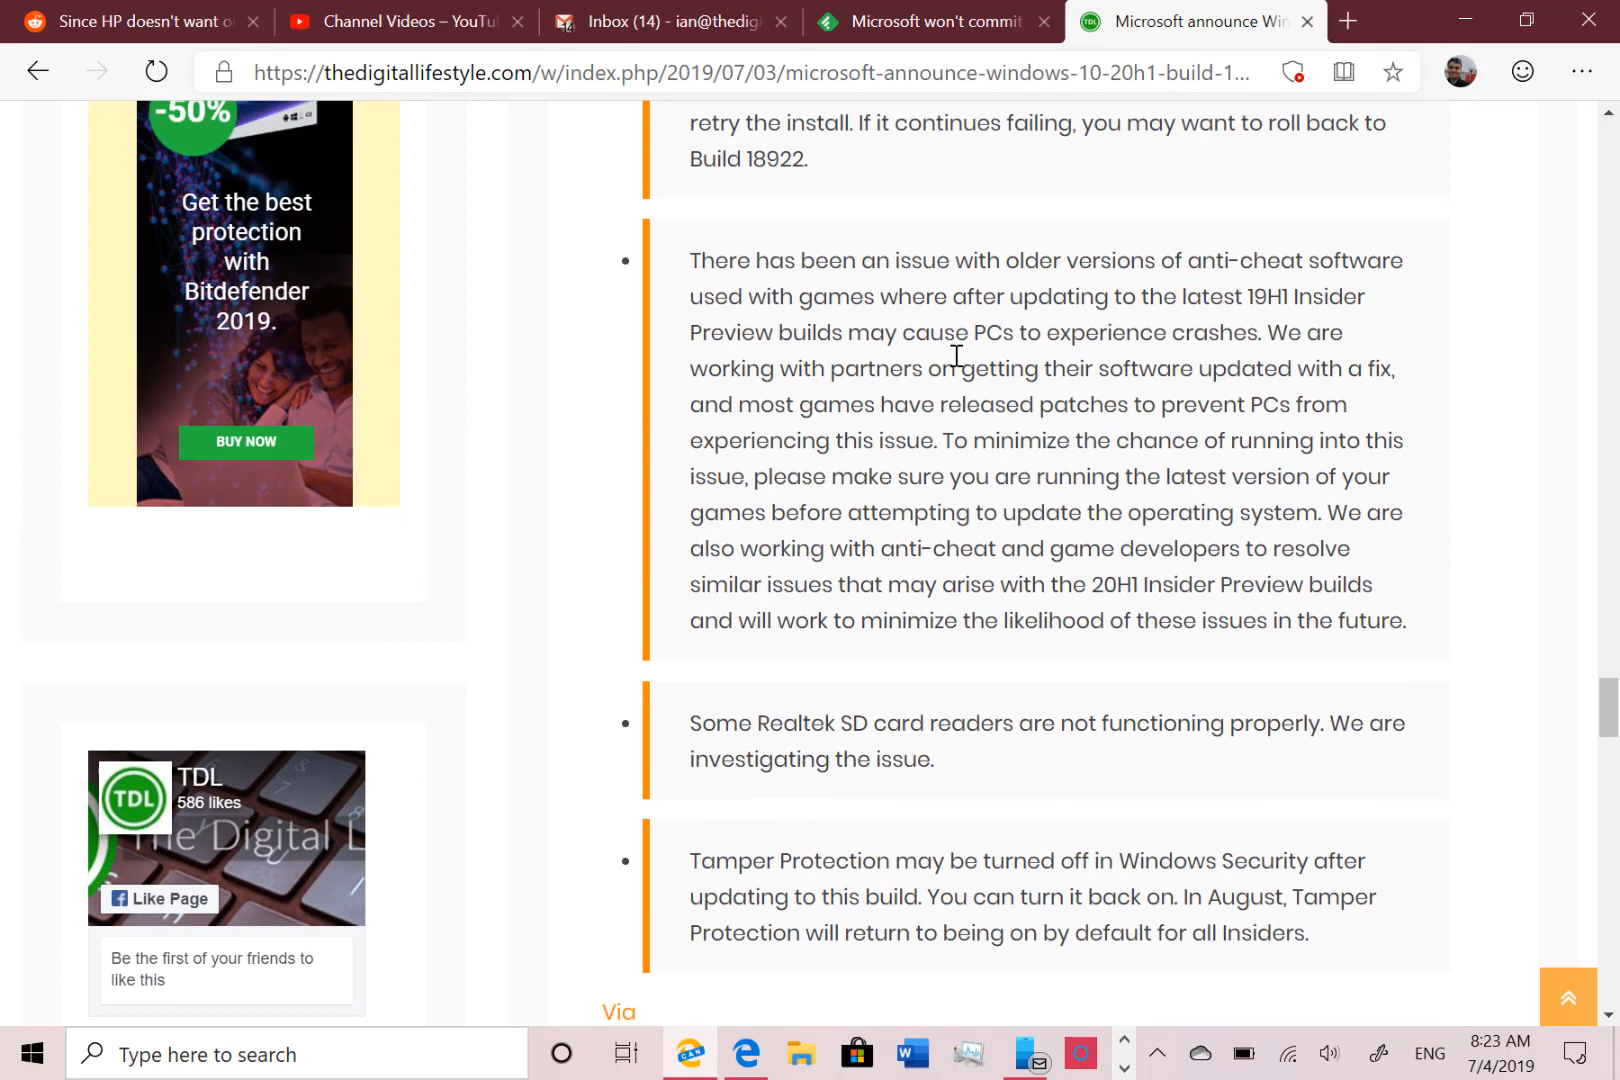 Since HP doesn't want o
Channel Videos – YouTu
Inbox (14) - ian@thedigi
Microsoft won't commit
TDL
Microsoft announce Win
https://thedigitallifestyle.com/w/index.php/2019/07/03/microsoft-announce-windows-10-20h1-build-1...
-50%
Get the best
protection
with
Bitdefender
2019.
BUY NOW
TDL
TDL
586 likes
The Digital L
Like Page
Be the first of your friends to
like this
retry the install. If it continues failing, you may want to roll back to
Build 18922.
There has been an issue with older versions of anti-cheat software
used with games where after updating to the latest 19H1 Insider
Preview builds may cause PCs to experience crashes. We are
working with partners on getting their software updated with a fix,
and most games have released patches to prevent PCs from
experiencing this issue. To minimize the chance of running into this
issue, please make sure you are running the latest version of your
games before attempting to update the operating system. We are
also working with anti-cheat and game developers to resolve
similar issues that may arise with the 20H1 Insider Preview builds
and will work to minimize the likelihood of these issues in the future.
Some Realtek SD card readers are not functioning properly. We are
investigating the issue.
Tamper Protection may be turned off in Windows Security after
updating to this build. You can turn it back on. In August, Tamper
Protection will return to being on by default for all Insiders.
Via
Type here to search
CAN
ENG
8:23 AM
7/4/2019